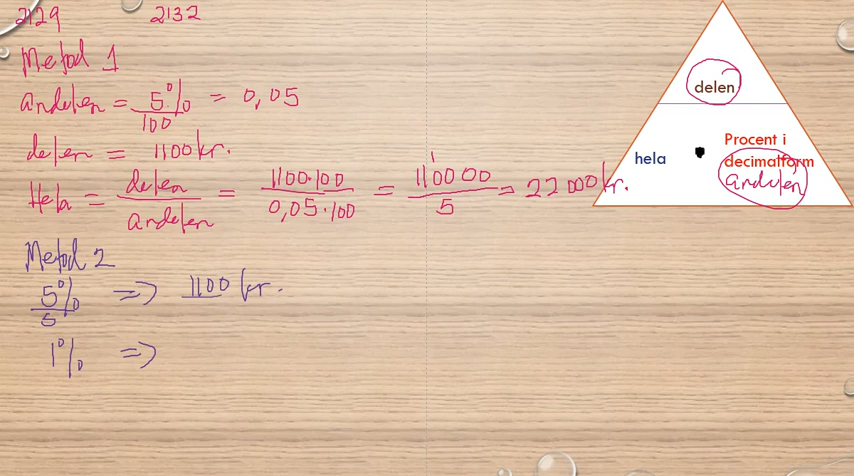 2129 2132
Metod 1
andelen = 5%/100 = 0,05
delen = 1100 kr.
Hela = delen/andelen = 1100·100/0,05·100 = 110000/5 = 22000 kr.
Metod 2
5%/5 => 1100 kr.
1% =>
delen
hela
Procent i
decimalform
andelen